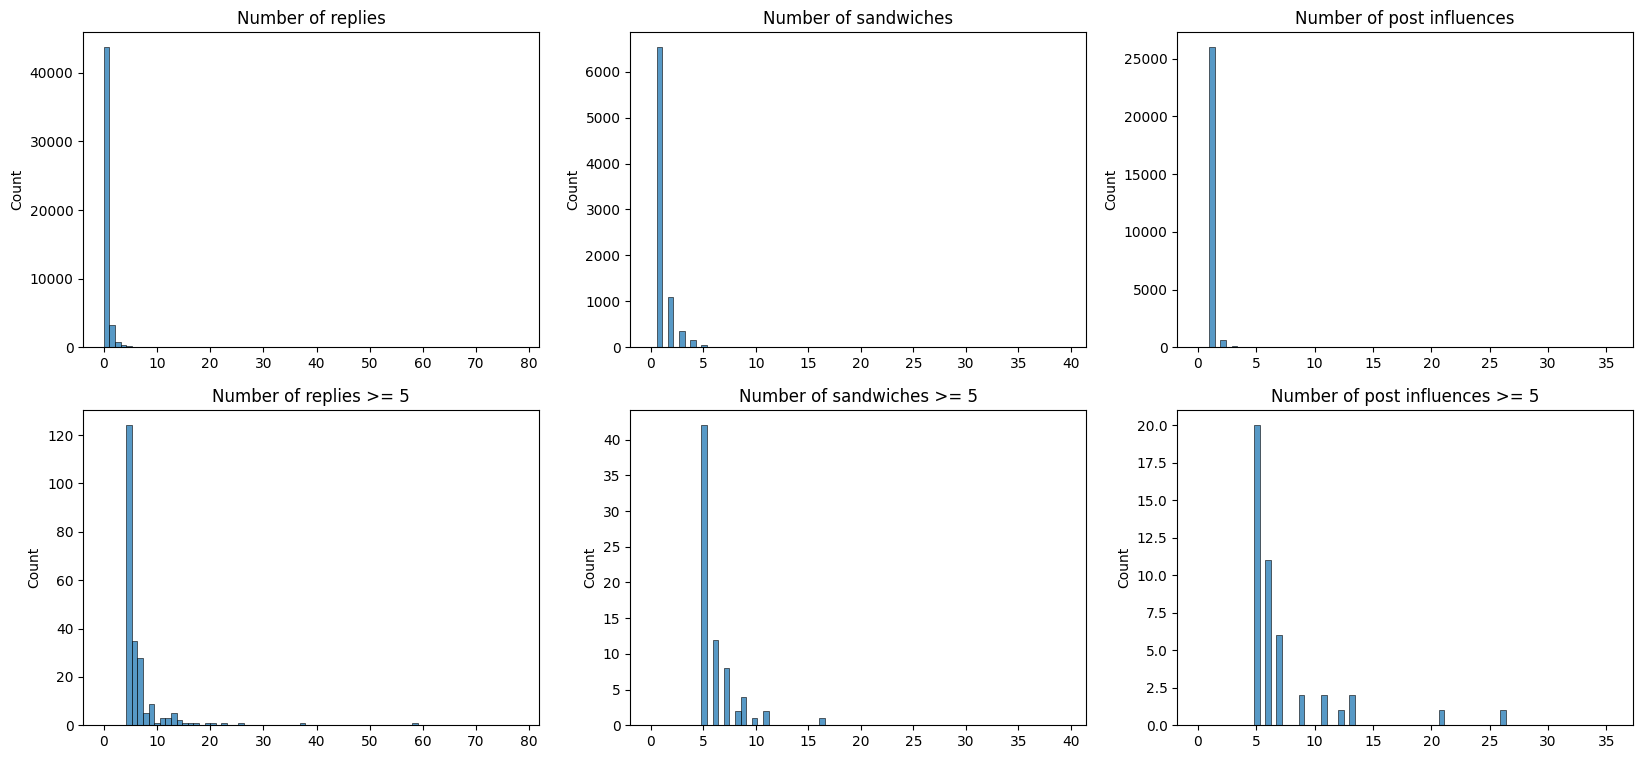 Number of replies
Count
40000
30000
20000
10000
0
0 10 20 30 40 50 60 70 80
Number of sandwiches
Count
6000
5000
4000
3000
2000
1000
0
0 5 10 15 20 25 30 35 40
Number of post influences
Count
25000
20000
15000
10000
5000
0
0 5 10 15 20 25 30 35
Number of replies >= 5
Count
120
100
80
60
40
20
0
0 10 20 30 40 50 60 70 80
Number of sandwiches >= 5
Count
40
35
30
25
20
15
10
5
0
0 5 10 15 20 25 30 35 40
Number of post influences >= 5
Count
20.0
17.5
15.0
12.5
10.0
7.5
5.0
2.5
0.0
0 5 10 15 20 25 30 35